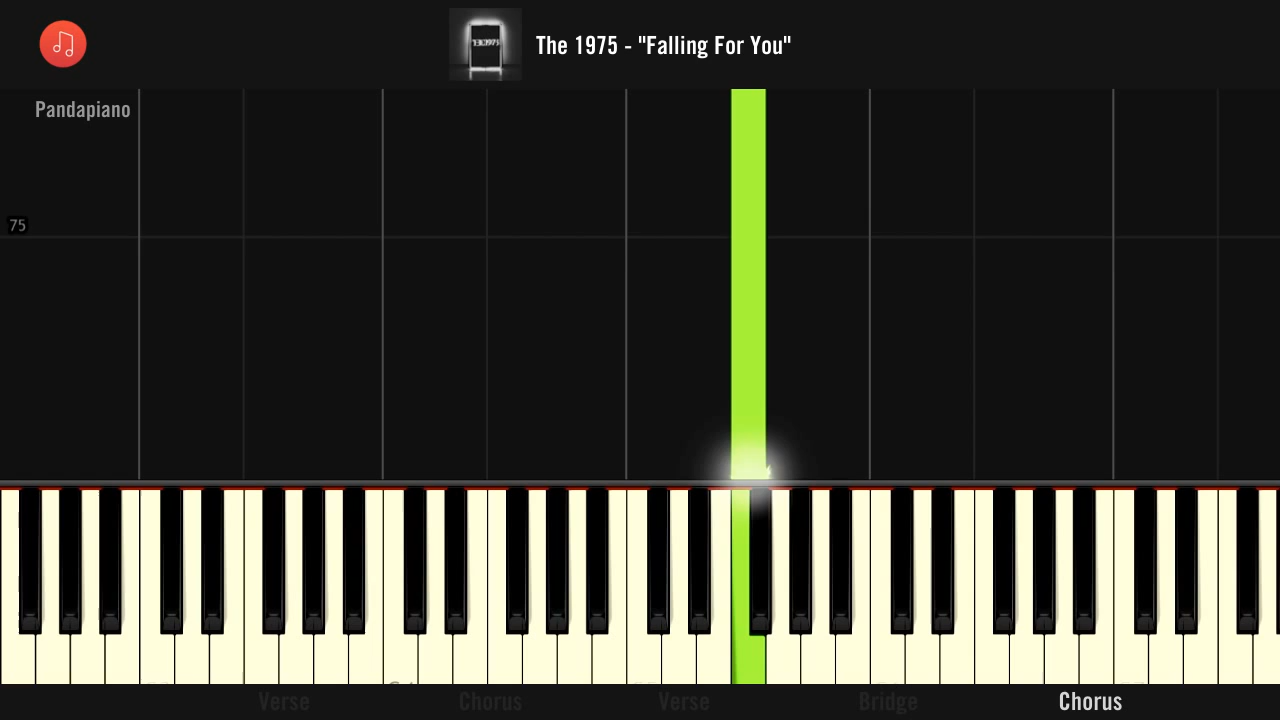 The 1975 - "Falling For You"
Pandapiano
75
Verse
Chorus
Verse
Bridge
Chorus